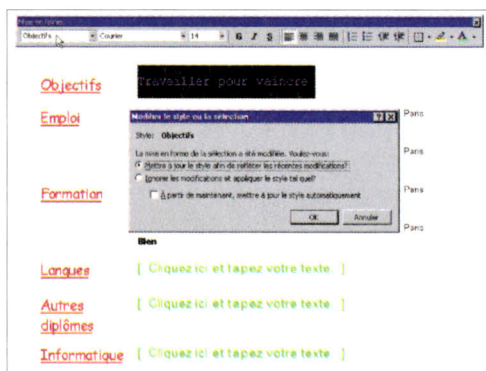 Mise en forme
Objectifs Courier 14 G I S
Objectifs
Travailler pour vaincre
Emploi
Modifier le style ou la sélection
Paris
Style: Objectifs
La mise en forme de la sélection a été modifiée. Voulez-vous:
Mettre à jour le style afin de refléter les récentes modifications?
Paris
Ignorer les modifications et appliquer le style tel quel?
Formation
À partir de maintenant, mettre à jour le style automatiquement
Paris
OK Annuler
Paris
Bien
Langues
[ Cliquez ici et tapez votre texte. ]
Autres
diplômes
[ Cliquez ici et tapez votre texte. ]
Informatique
[ Cliquez ici et tapez votre texte. ]